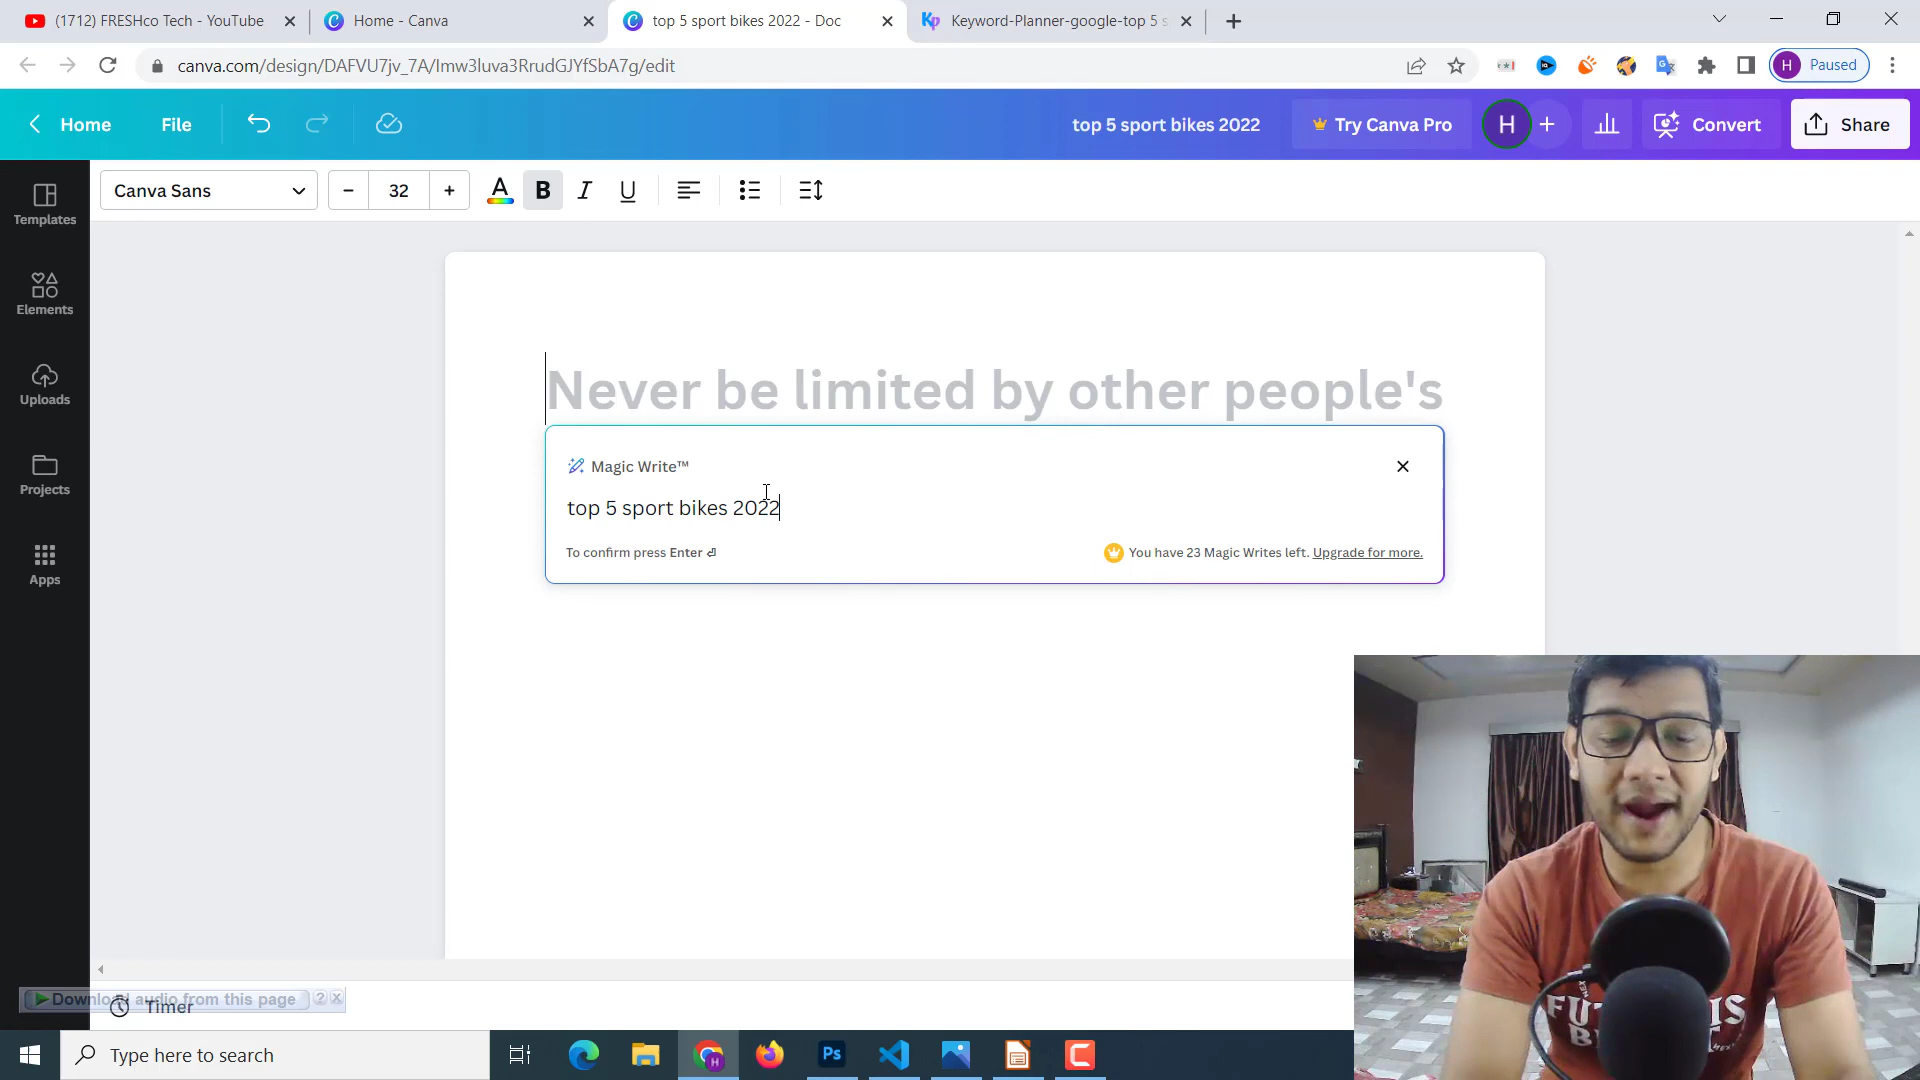 (1712) FRESHco Tech - YouTube
Home - Canva
top 5 sport bikes 2022 - Doc
Keyword-Planner-google-top 5 s
canva.com/design/DAFVU7jv_7A/Imw3Iuva3RrudGJYfSbA7g/edit
H Paused
Home File top 5 sport bikes 2022 Try Canva Pro H + Convert Share
Canva Sans - 32 + A B I U
Templates
Elements
Uploads
Projects
Apps
Never be limited by other people's
Magic Write™
top 5 sport bikes 2022
To confirm press Enter
You have 23 Magic Writes left. Upgrade for more.
Download audio from this page ? x
Timer
Type here to search
Ps